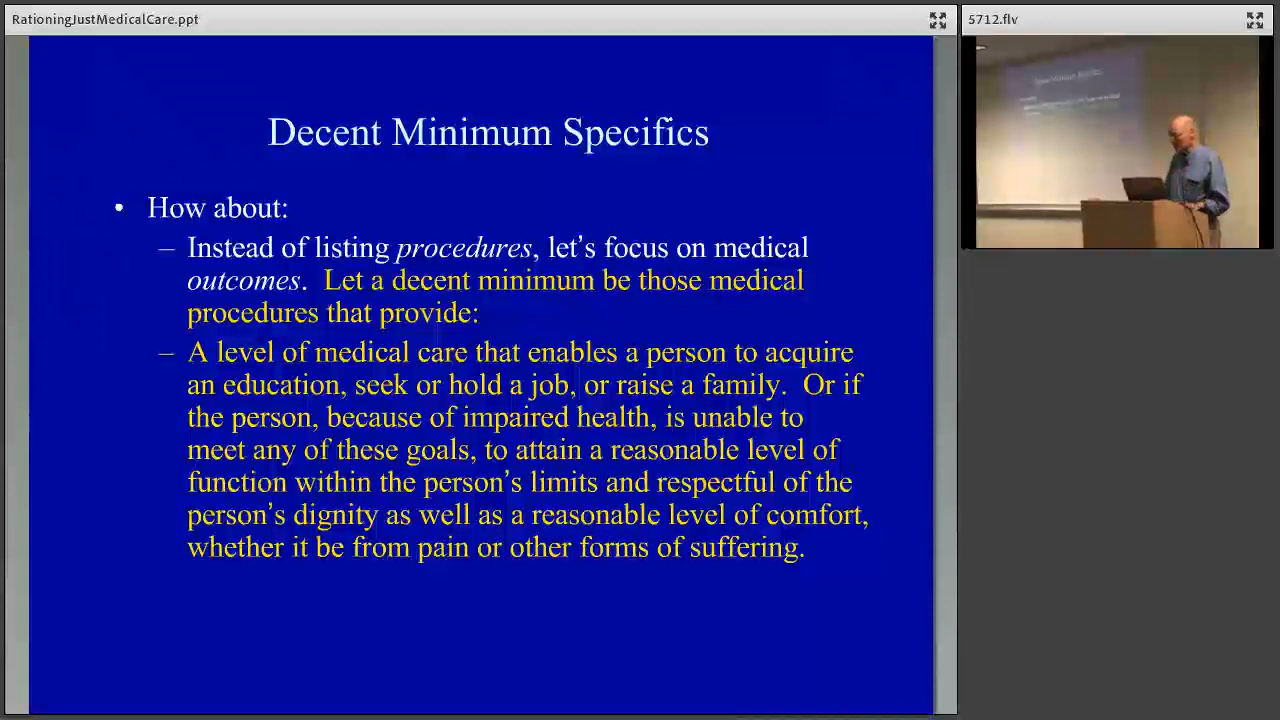 RationingJustMedicalCare.ppt
5712.flv
Decent Minimum Specifics
• How about:
– Instead of listing procedures, let’s focus on medical
outcomes. Let a decent minimum be those medical
procedures that provide:
– A level of medical care that enables a person to acquire
an education, seek or hold a job, or raise a family. Or if
the person, because of impaired health, is unable to
meet any of these goals, to attain a reasonable level of
function within the person’s limits and respectful of the
person’s dignity as well as a reasonable level of comfort,
whether it be from pain or other forms of suffering.